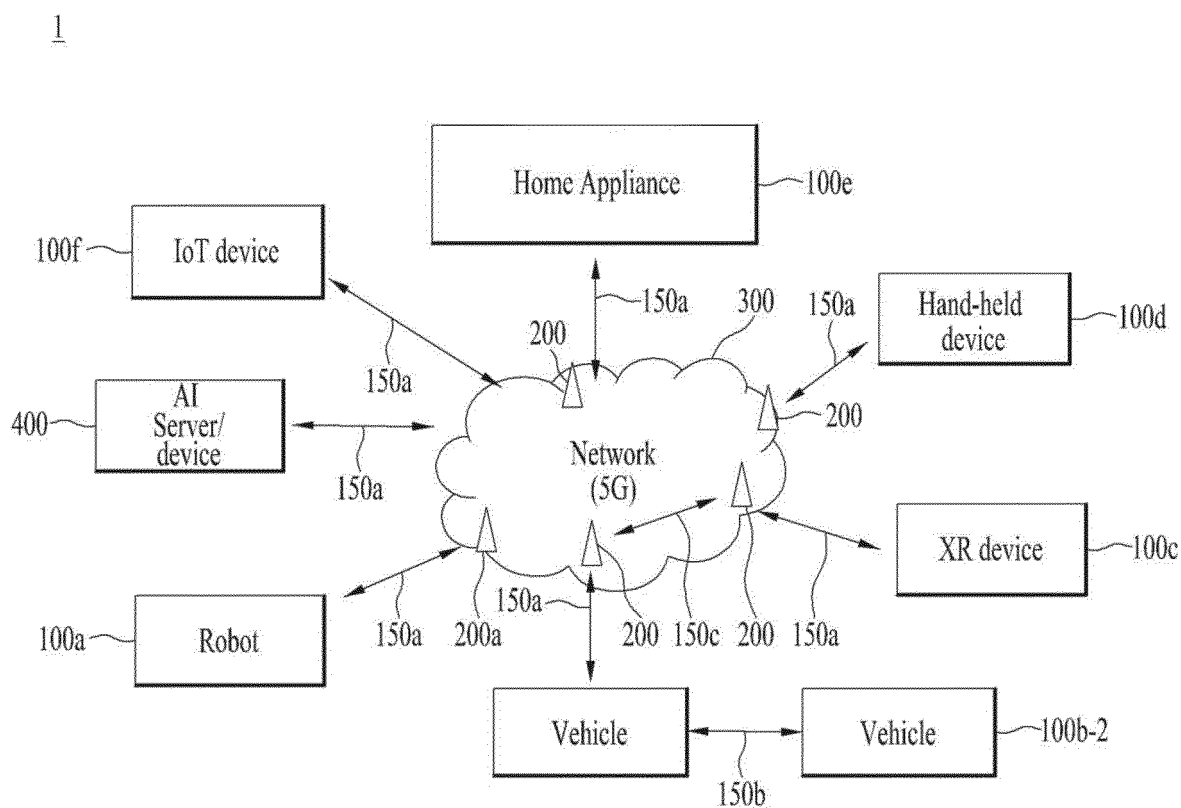 1
Home Appliance
100e
IoT device
100f
150a
300
Hand-held
device
100d
150a
200
150a
AI
Server/
device
400
200
150a
Network
(5G)
XR device
100c
150a
150a
200a
150a
200
150c
200
150a
Robot
100a
Vehicle
Vehicle
100b-2
150b